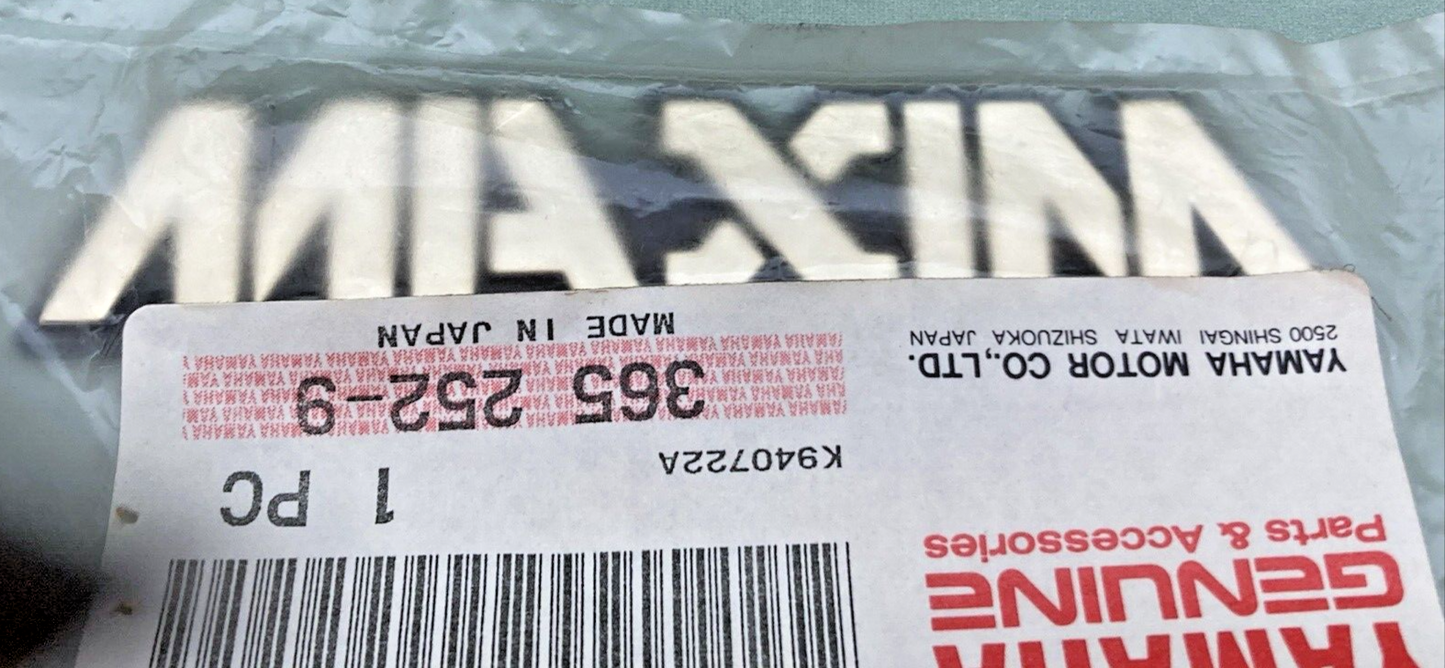 MAXIM
YAMAHA
GENUINE
Parts & Accessories
YAMAHA MOTOR CO.,LTD.
2500 SHINGAI IWATA SHIZUOKA JAPAN
1 PC
K940722A
365 252-9
MADE IN JAPAN